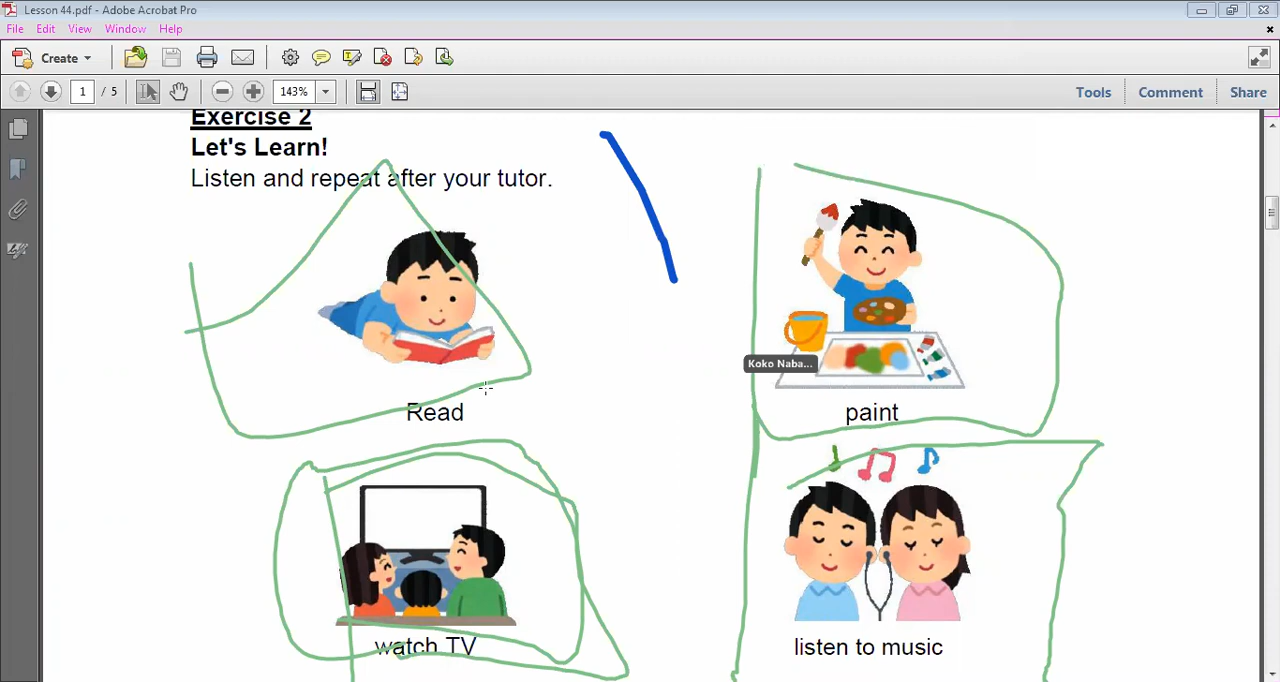 Lesson 44.pdf - Adobe Acrobat Pro
File Edit View Window Help
Create
1 / 5 143% Tools Comment Share
Exercise 2
Let's Learn!
Listen and repeat after your tutor.
Koko Naba...
Read paint
watch TV listen to music